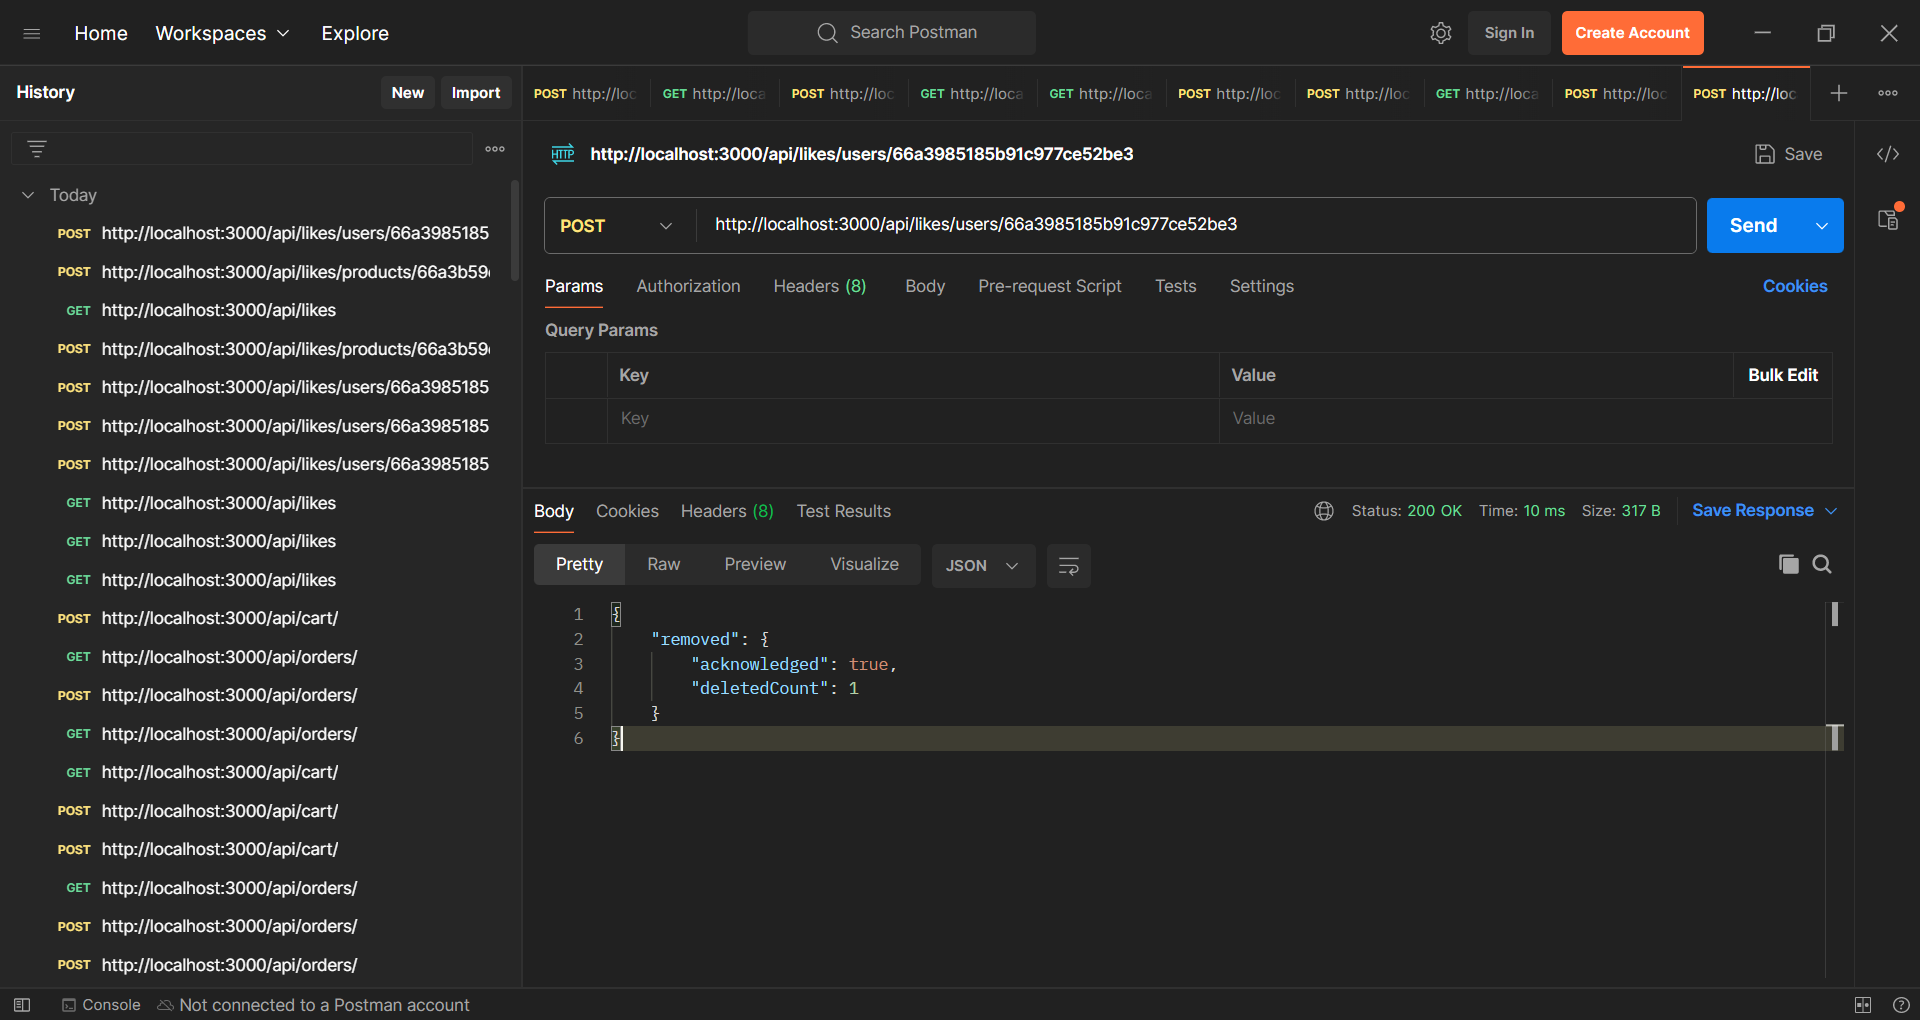 Home
Workspaces
Explore
Search Postman
Sign In
Create Account
History
New
Import
POST http://loc
GET http://loca
POST http://loc
GET http://loca
GET http://loca
POST http://loc
POST http://loc
GET http://loca
POST http://loc
POST http://loc
Today
POST http://localhost:3000/api/likes/users/66a3985185
POST http://localhost:3000/api/likes/products/66a3b59
GET http://localhost:3000/api/likes
POST http://localhost:3000/api/likes/products/66a3b59
POST http://localhost:3000/api/likes/users/66a3985185
POST http://localhost:3000/api/likes/users/66a3985185
POST http://localhost:3000/api/likes/users/66a3985185
GET http://localhost:3000/api/likes
GET http://localhost:3000/api/likes
GET http://localhost:3000/api/likes
POST http://localhost:3000/api/cart/
GET http://localhost:3000/api/orders/
POST http://localhost:3000/api/orders/
GET http://localhost:3000/api/orders/
GET http://localhost:3000/api/cart/
POST http://localhost:3000/api/cart/
POST http://localhost:3000/api/cart/
GET http://localhost:3000/api/orders/
POST http://localhost:3000/api/orders/
POST http://localhost:3000/api/orders/
HTTP http://localhost:3000/api/likes/users/66a3985185b91c977ce52be3
Save
POST
http://localhost:3000/api/likes/users/66a3985185b91c977ce52be3
Send
Params
Authorization
Headers (8)
Body
Pre-request Script
Tests
Settings
Cookies
Query Params
Key
Value
Bulk Edit
Key
Value
Body
Cookies
Headers (8)
Test Results
Status: 200 OK
Time: 10 ms
Size: 317 B
Save Response
Pretty
Raw
Preview
Visualize
JSON
1 {
2 "removed": {
3 "acknowledged": true,
4 "deletedCount": 1
5 }
6 }
Console
Not connected to a Postman account